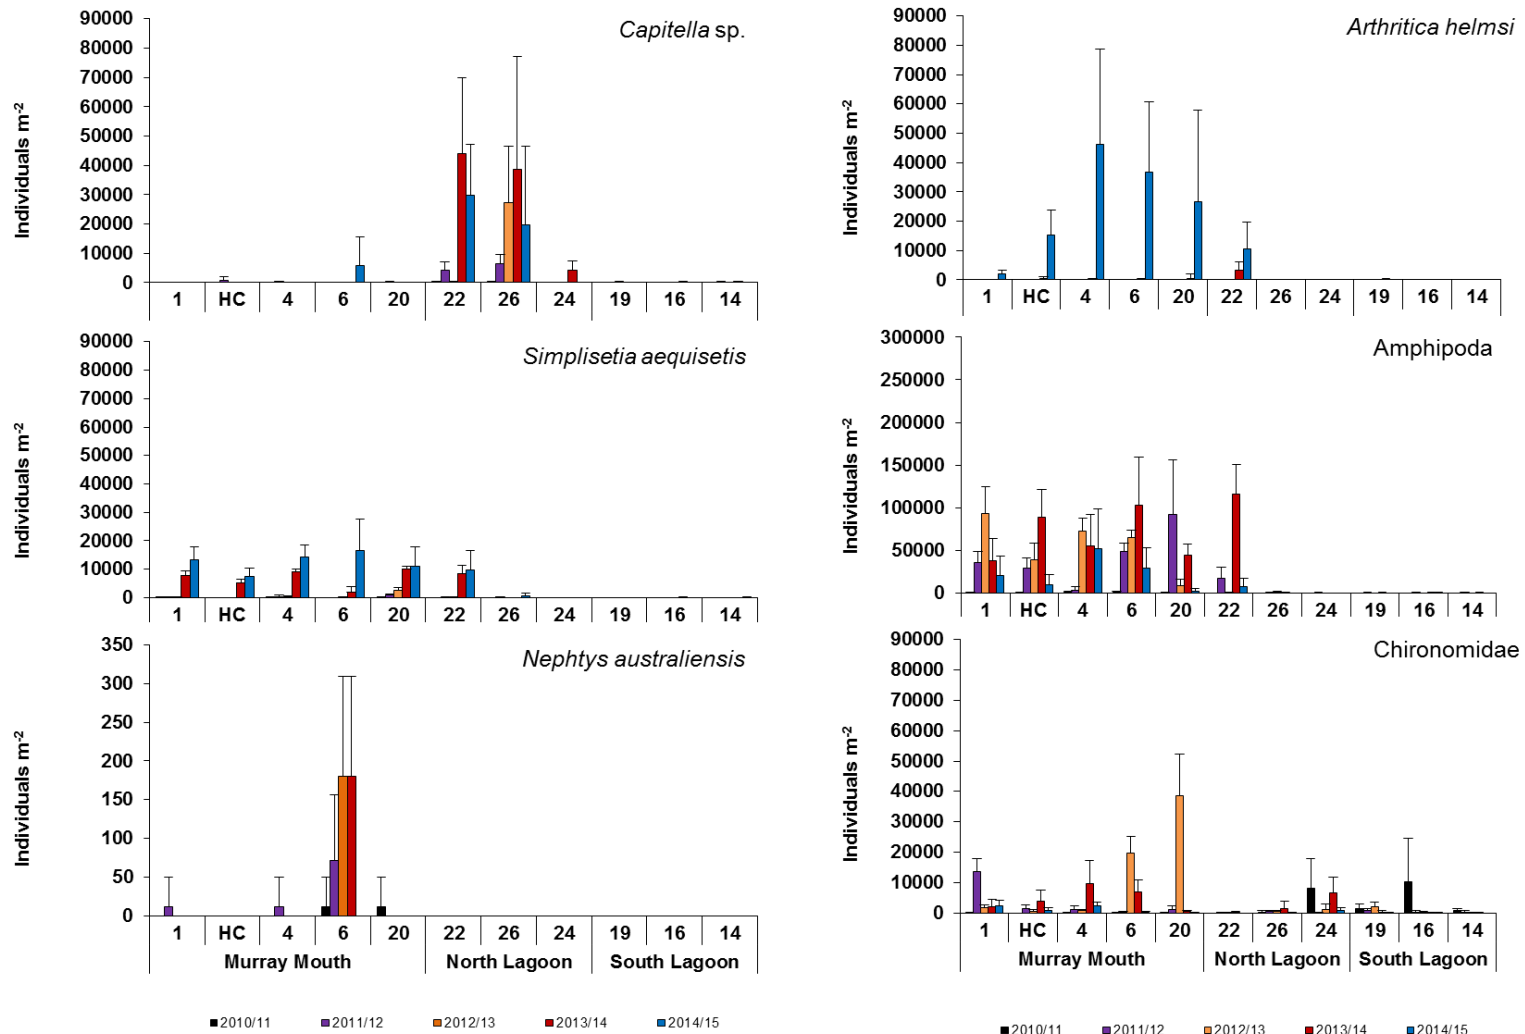 Capitella sp.
Individuals m-2
90000
80000
70000
60000
50000
40000
30000
20000
10000
0
1 HC 4 6 20 22 26 24 19 16 14
Simplisetia aequisetis
Individuals m-2
90000
80000
70000
60000
50000
40000
30000
20000
10000
0
1 HC 4 6 20 22 26 24 19 16 14
Nephtys australiensis
Individuals m-2
350
300
250
200
150
100
50
0
1 HC 4 6 20 22 26 24 19 16 14
Murray Mouth North Lagoon South Lagoon
2010/11 2011/12 2012/13 2013/14 2014/15
Arthritica helmsi
Individuals m-2
90000
80000
70000
60000
50000
40000
30000
20000
10000
0
1 HC 4 6 20 22 26 24 19 16 14
Amphipoda
Individuals m-2
300000
250000
200000
150000
100000
50000
0
1 HC 4 6 20 22 26 24 19 16 14
Chironomidae
Individuals m-2
90000
80000
70000
60000
50000
40000
30000
20000
10000
0
1 HC 4 6 20 22 26 24 19 16 14
Murray Mouth North Lagoon South Lagoon
2010/11 2011/12 2012/13 2013/14 2014/15